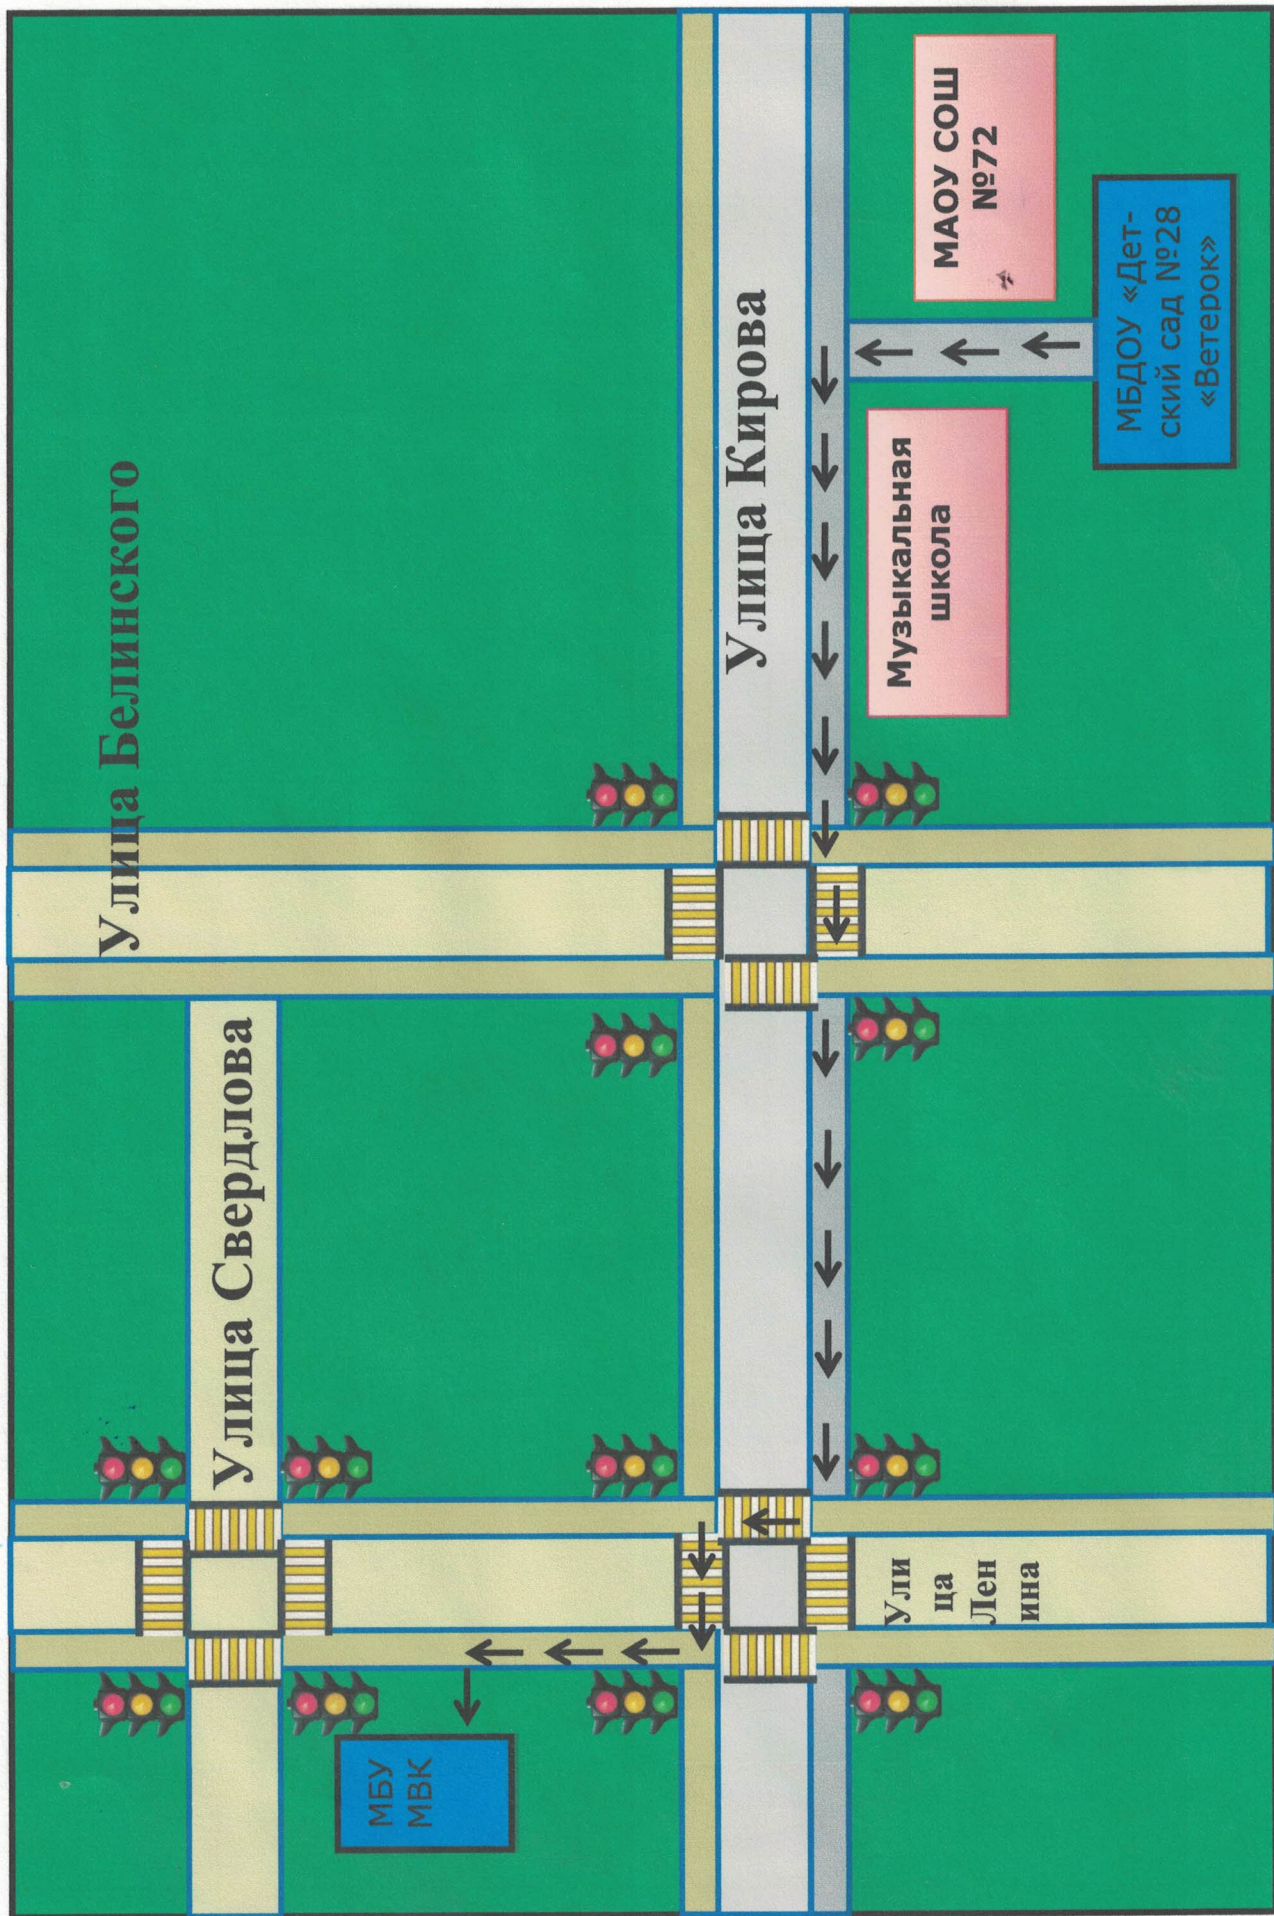 Улица Белинского
Улица Свердлова
Улица Кирова
МАОУ СОШ
№72
МБДОУ «Дет-
ский сад №28
«Ветерок»
Музыкальная
школа
Ули
ца
Лен
ина
МБУ
МВК